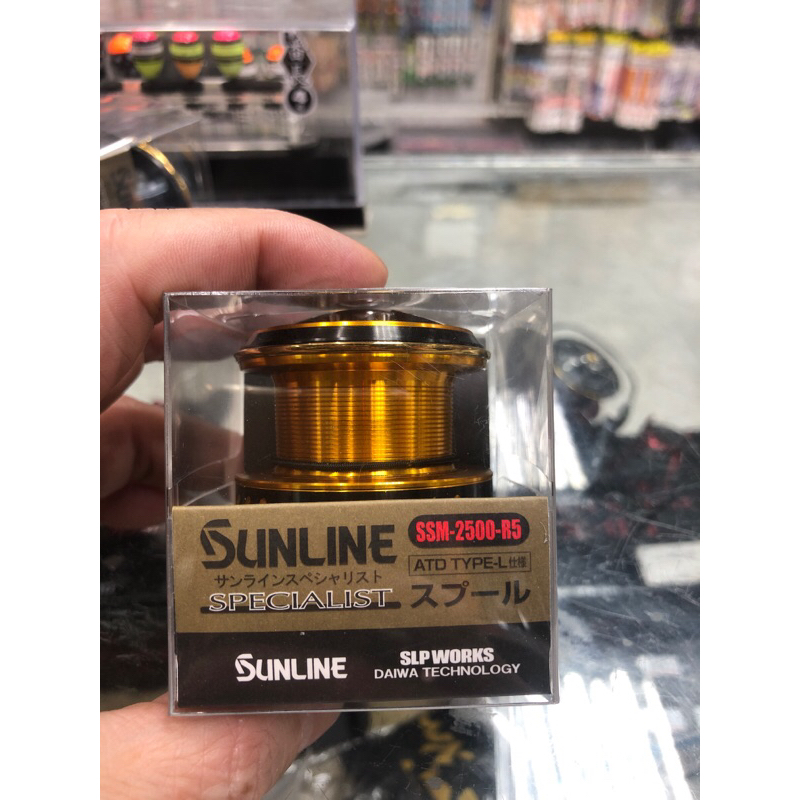 SUNLINE
SSM-2500-R5
サンラインスペシャリスト
ATD TYPE-L仕様
SPECIALIST
スプール
SUNLINE
SLP WORKS
DAIWA TECHNOLOGY